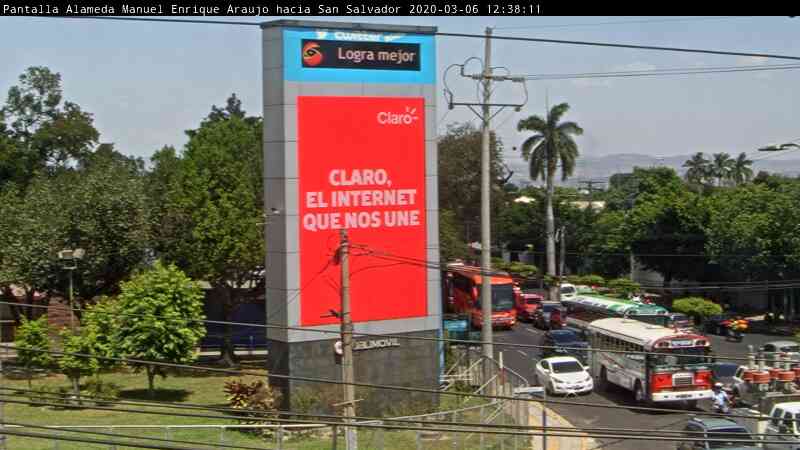 Pantalla Alameda Manuel Enrique Araujo hacia San Salvador 2020-03-06 12:38:11
Logra mejor
Claro
CLARO,
EL INTERNET
QUE NOS UNE
PUBLIMOVIL